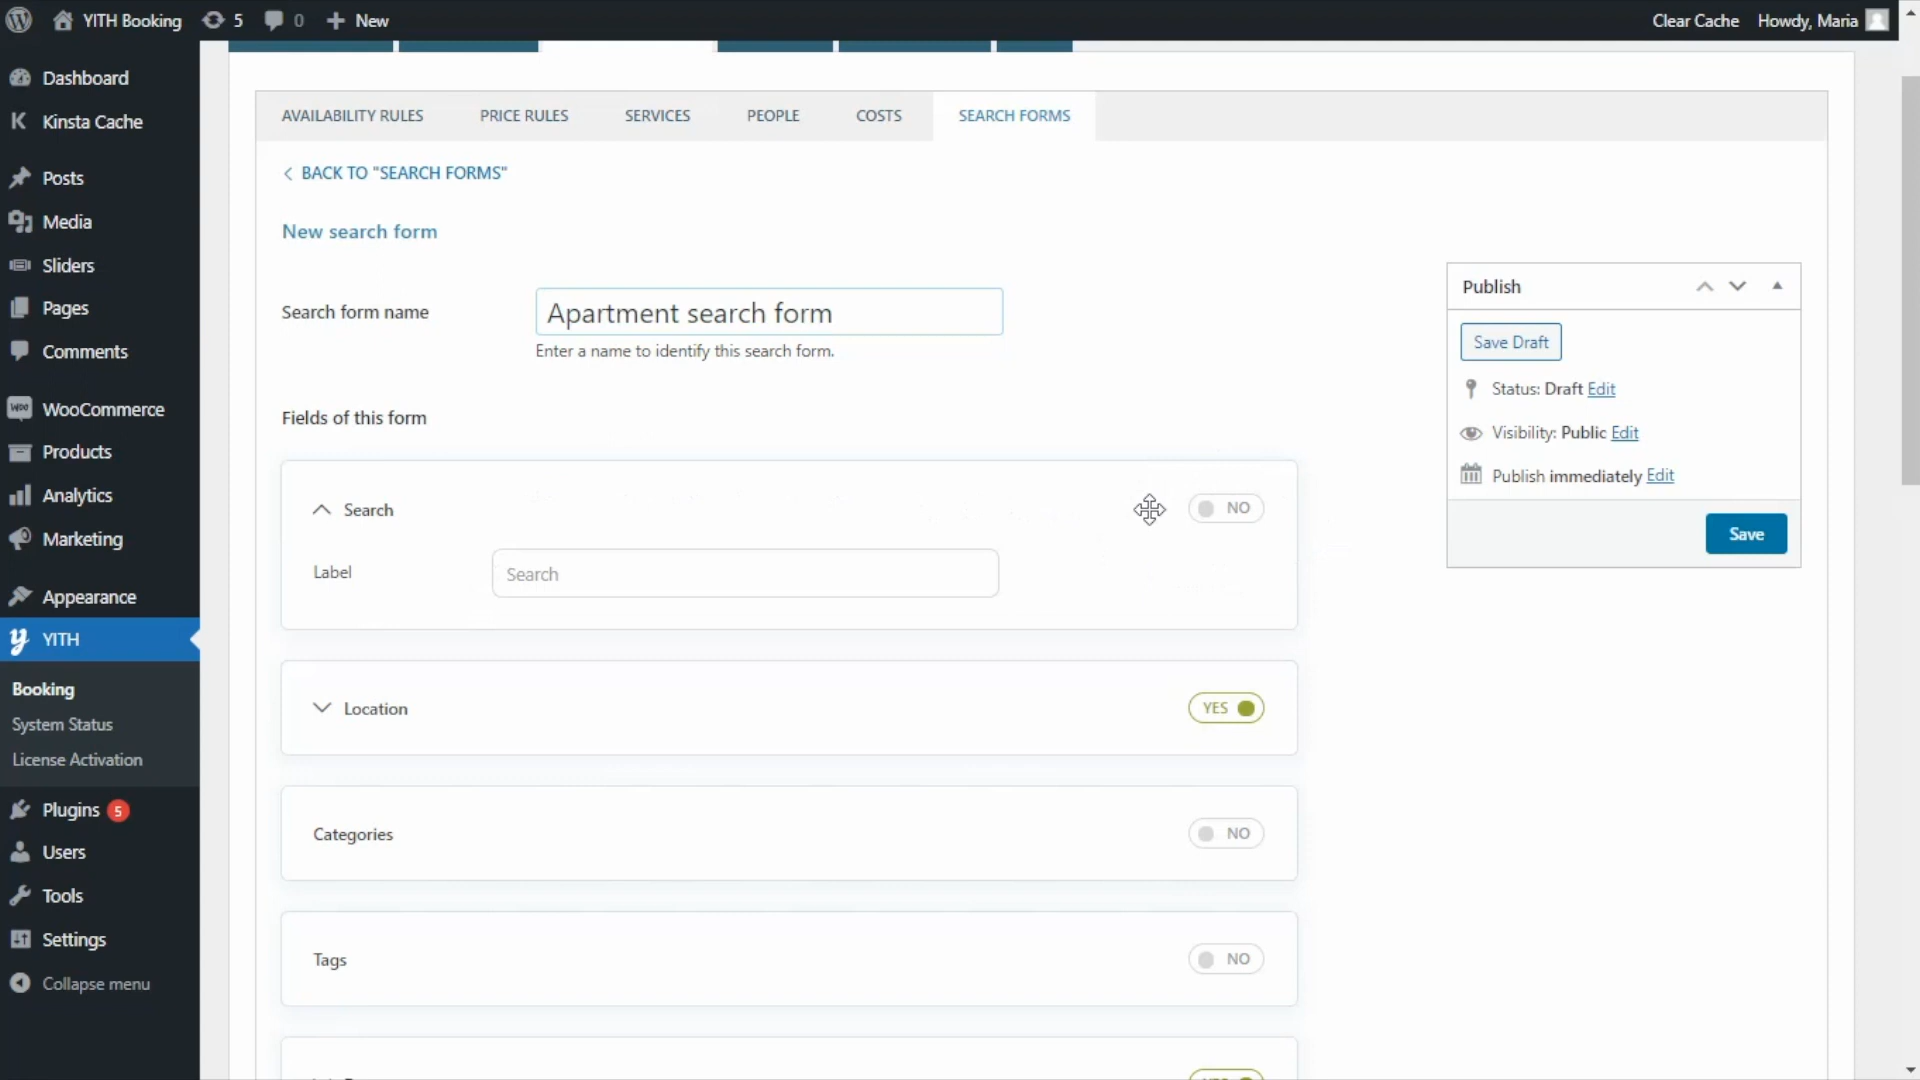 YITH Booking 5 0 New Clear Cache Howdy, Maria
Dashboard
Kinsta Cache
Posts
Media
Sliders
Pages
Comments
WooCommerce
Products
Analytics
Marketing
Appearance
YITH
Booking
System Status
License Activation
Plugins 5
Users
Tools
Settings
Collapse menu
AVAILABILITY RULES PRICE RULES SERVICES PEOPLE COSTS SEARCH FORMS
BACK TO "SEARCH FORMS"
New search form
Search form name Apartment search form
Enter a name to identify this search form.
Fields of this form
Search NO
Label Search
Location YES
Categories NO
Tags NO
Publish
Save Draft
Status: Draft Edit
Visibility: Public Edit
Publish immediately Edit
Save